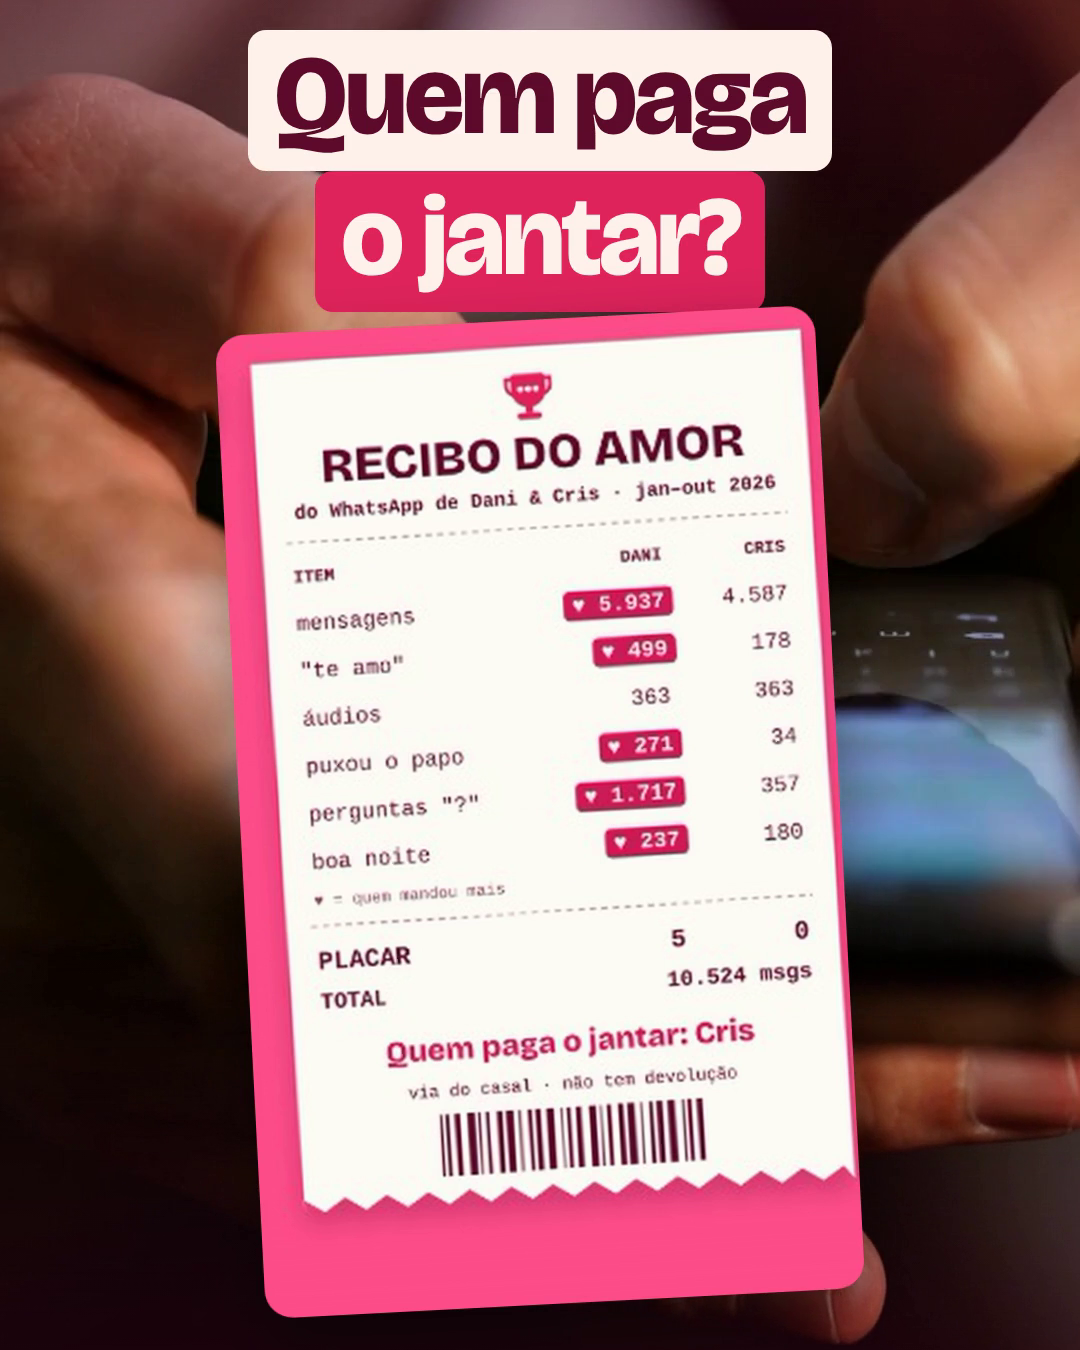 Quem paga
o jantar?
RECIBO DO AMOR
do WhatsApp de Dani & Cris · jan–out 2026
ITEM DANI CRIS
mensagens ♥ 5.937 4.587
"te amo" ♥ 499 178
áudios 363 363
puxou o papo ♥ 271 34
perguntas "?" ♥ 1.717 357
boa noite ♥ 237 180
♥ = quem mandou mais
PLACAR 5 0
TOTAL 10.524 msgs
Quem paga o jantar: Cris
via do casal · não tem devolução